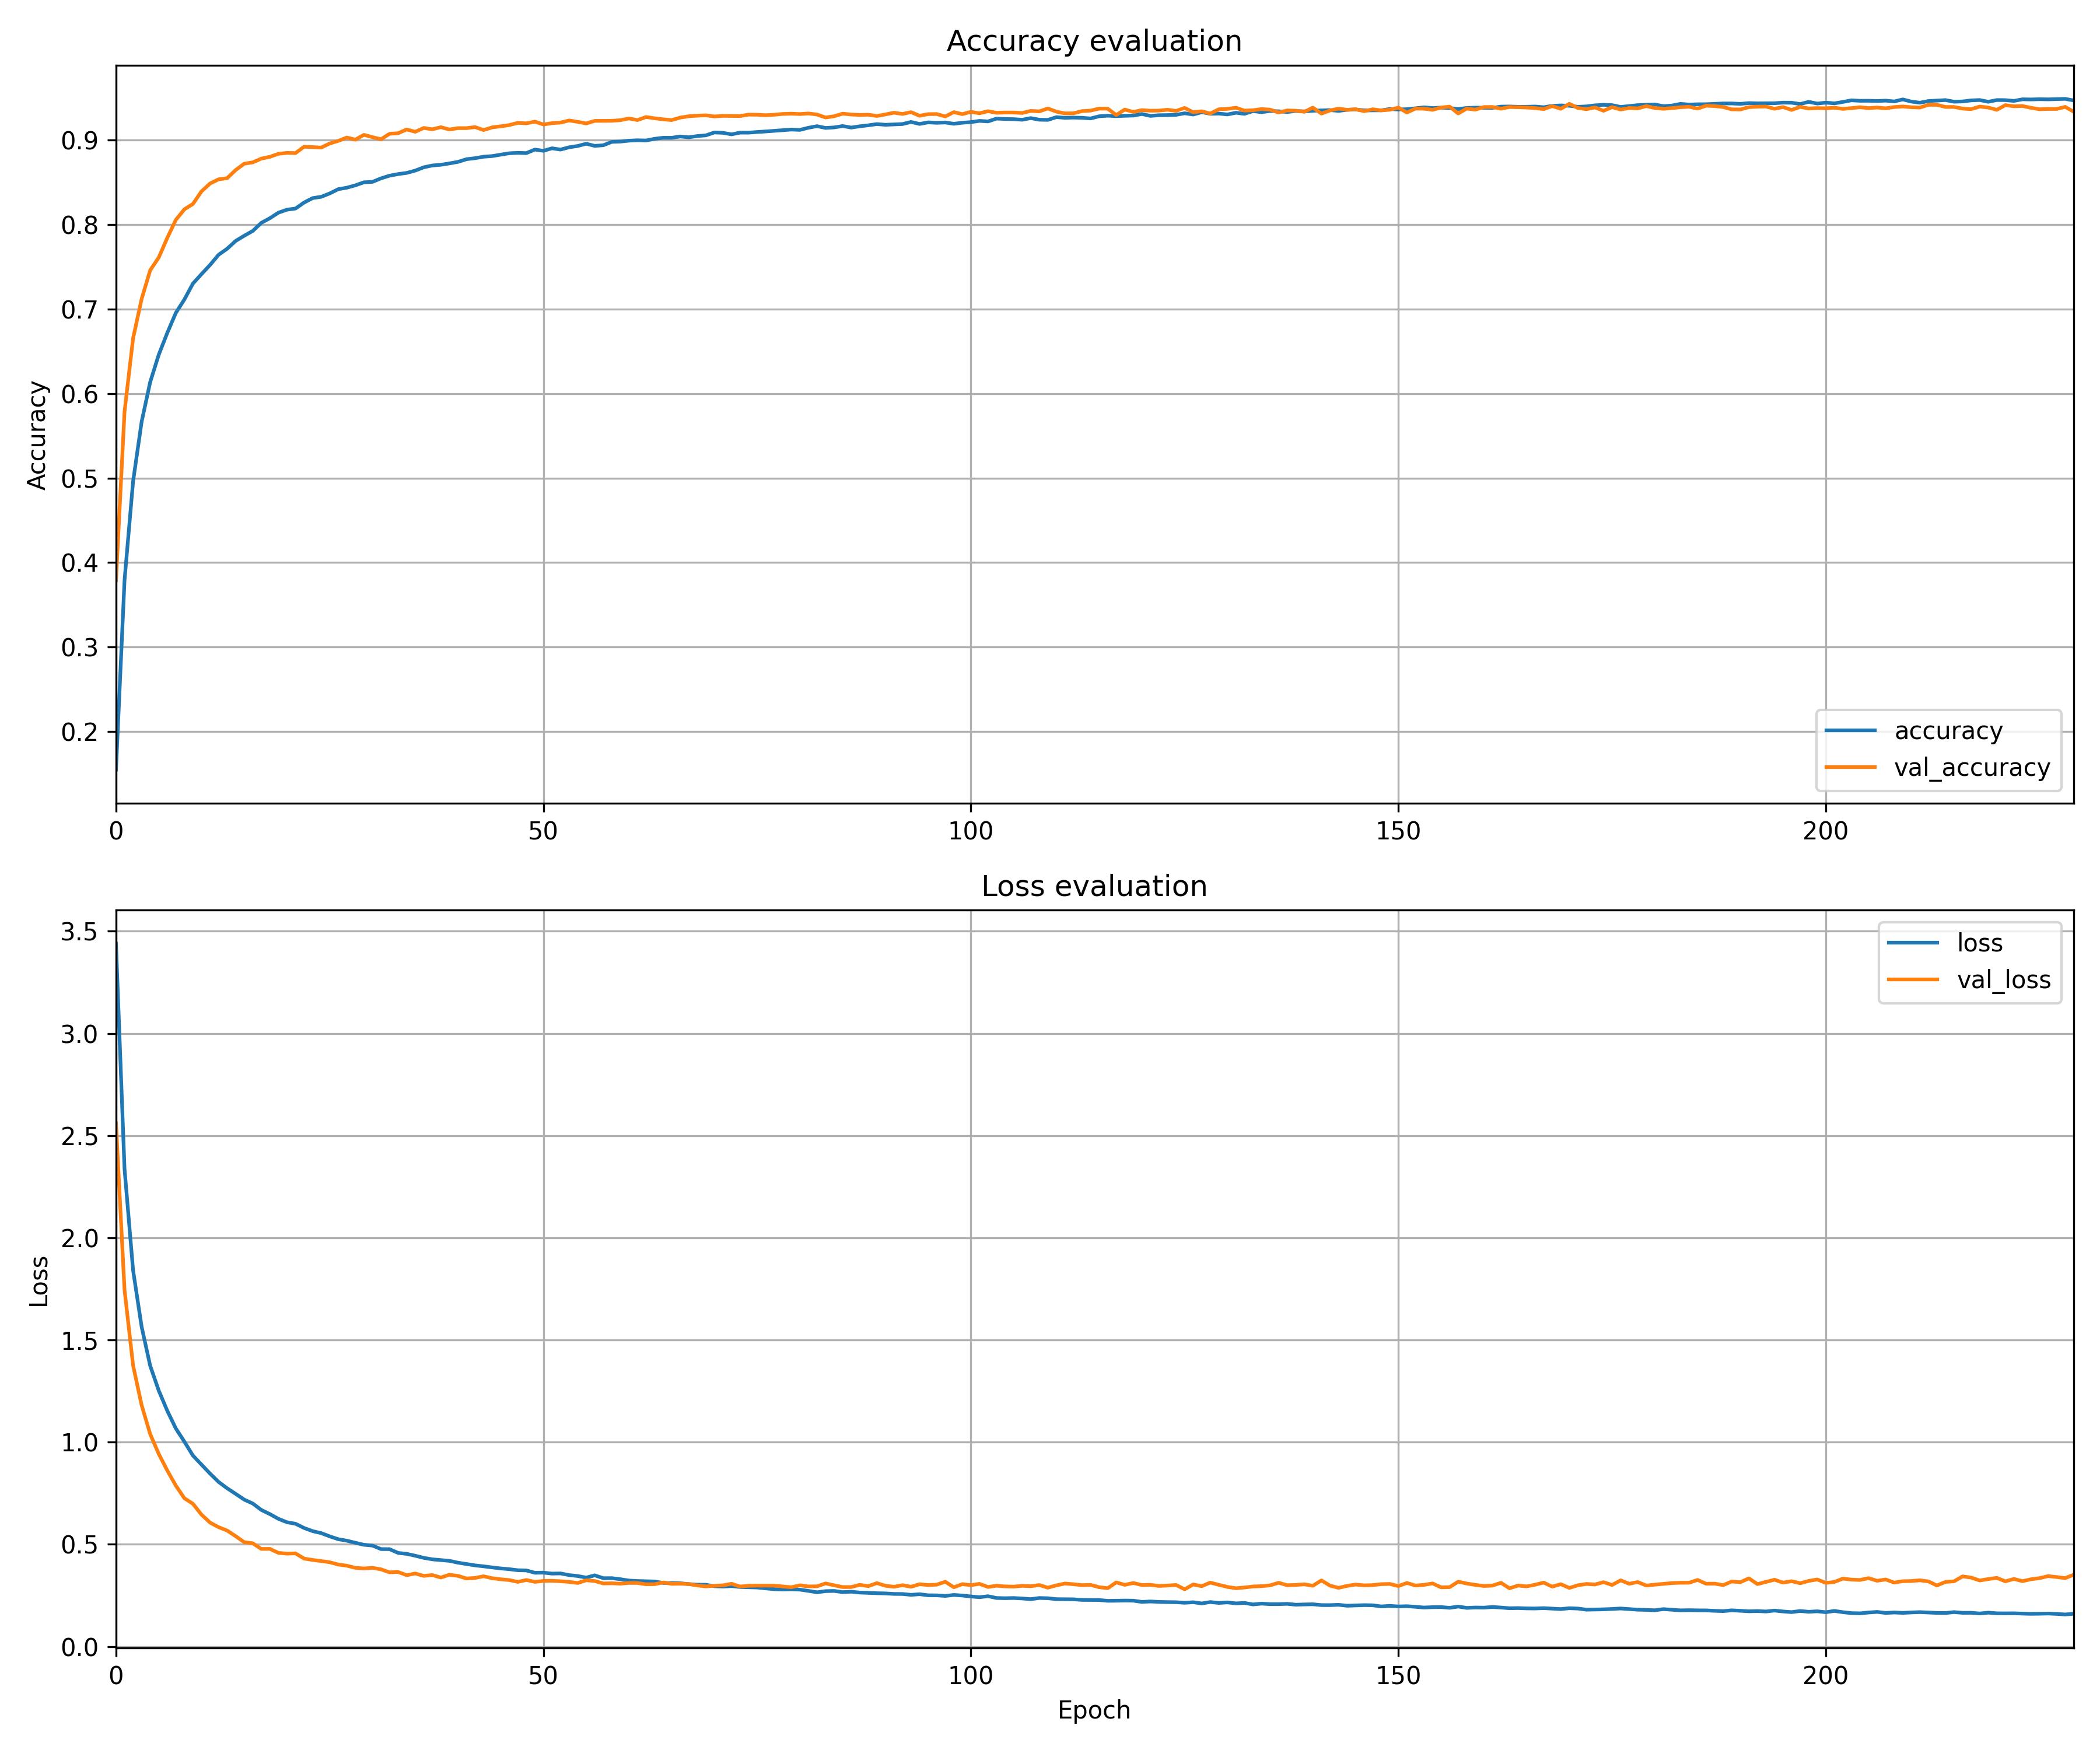 Accuracy evaluation
Accuracy
0.9
0.8
0.7
0.6
0.5
0.4
0.3
0.2
accuracy
val_accuracy
0 50 100 150 200
Loss evaluation
Loss
3.5
3.0
2.5
2.0
1.5
1.0
0.5
0.0
loss
val_loss
0 50 100 150 200
Epoch